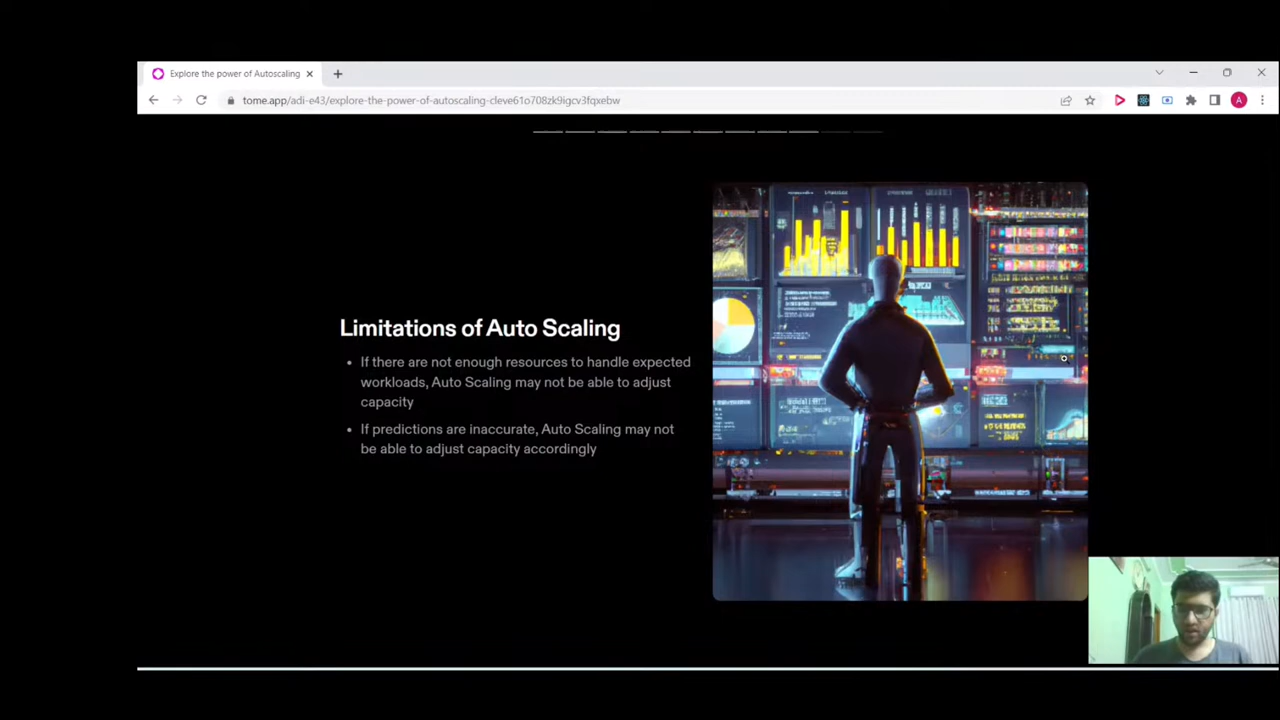 Explore the power of Autoscaling
tome.app/adi-e43/explore-the-power-of-autoscaling-cleve61o708zk9igcv3fqxebw
A
Limitations of Auto Scaling
• If there are not enough resources to handle expected
workloads, Auto Scaling may not be able to adjust
capacity
• If predictions are inaccurate, Auto Scaling may not
be able to adjust capacity accordingly